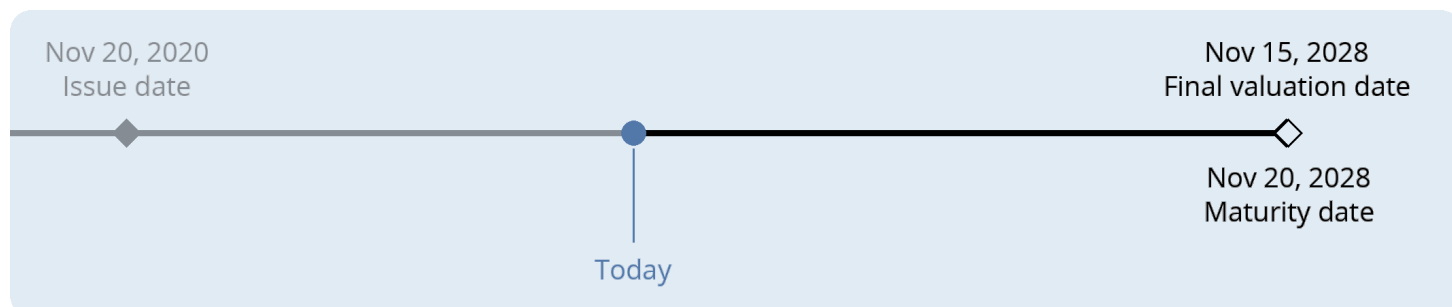 Nov 20, 2020
Issue date
Nov 15, 2028
Final valuation date
Nov 20, 2028
Maturity date
Today